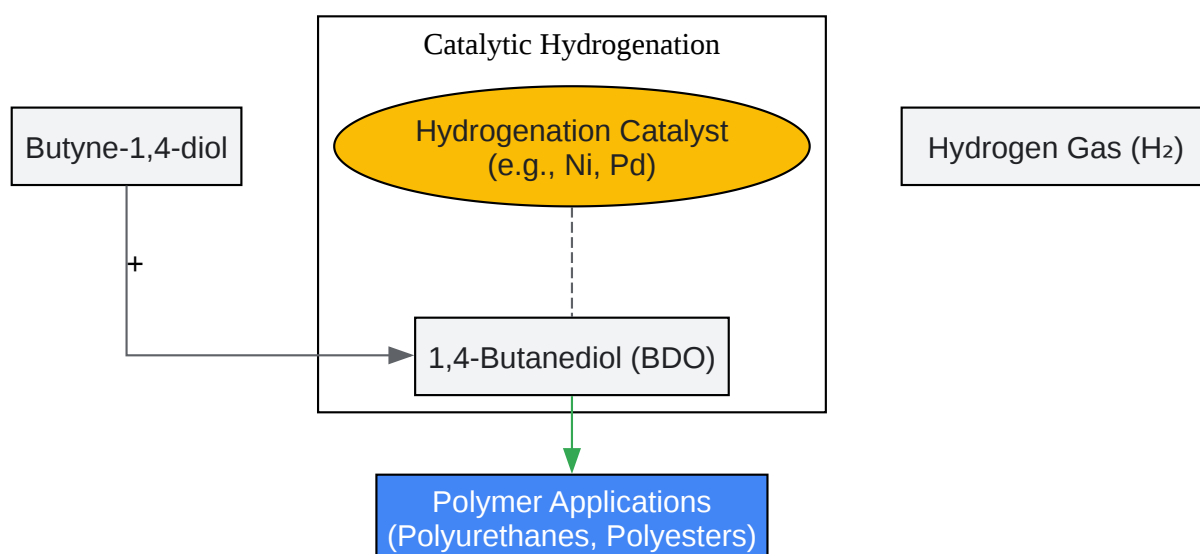 Catalytic Hydrogenation
Butyne-1,4-diol
Hydrogenation Catalyst
(e.g., Ni, Pd)
Hydrogen Gas (H₂)
+
1,4-Butanediol (BDO)
Polymer Applications
(Polyurethanes, Polyesters)